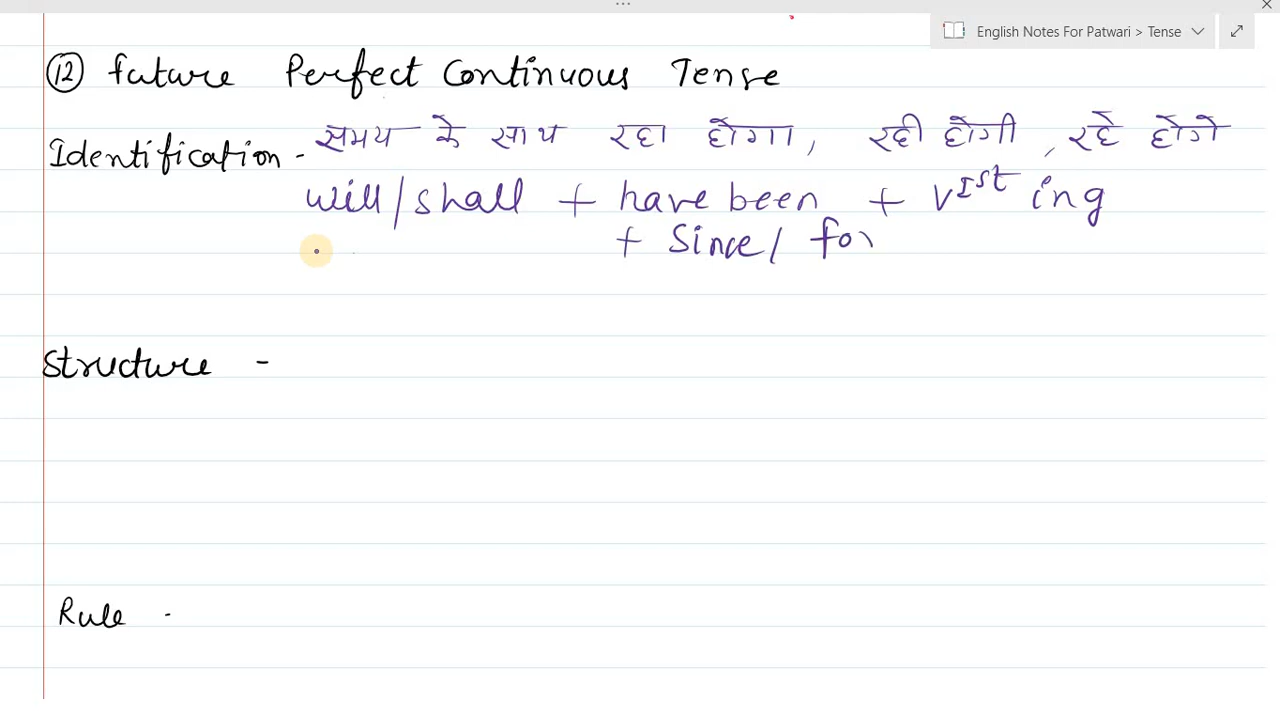 English Notes For Patwari > Tense
12 future Perfect Continuous Tense
Identification - समय के साथ रहा होगा, रही होगी, रहे होगे
will/shall + have been + vIst ing
+ Since/ for
Structure -
Rule -